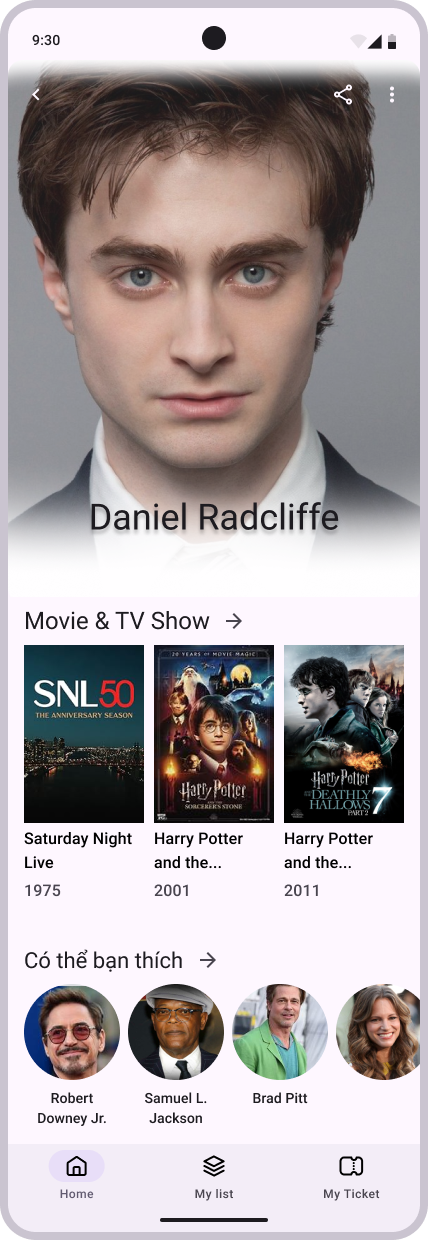 9:30
Daniel Radcliffe
Movie & TV Show
SNL50
THE ANNIVERSARY SEASON
20 YEARS OF MOVIE MAGIC
Harry Potter
AND THE
SORCERER'S STONE
Harry Potter
AND THE
DEATHLY
HALLOWS
PART 2
7
Saturday Night
Live
1975
Harry Potter
and the...
2001
Harry Potter
and the...
2011
Có thể bạn thích
Robert
Downey Jr.
Samuel L.
Jackson
Brad Pitt
Home
My list
My Ticket